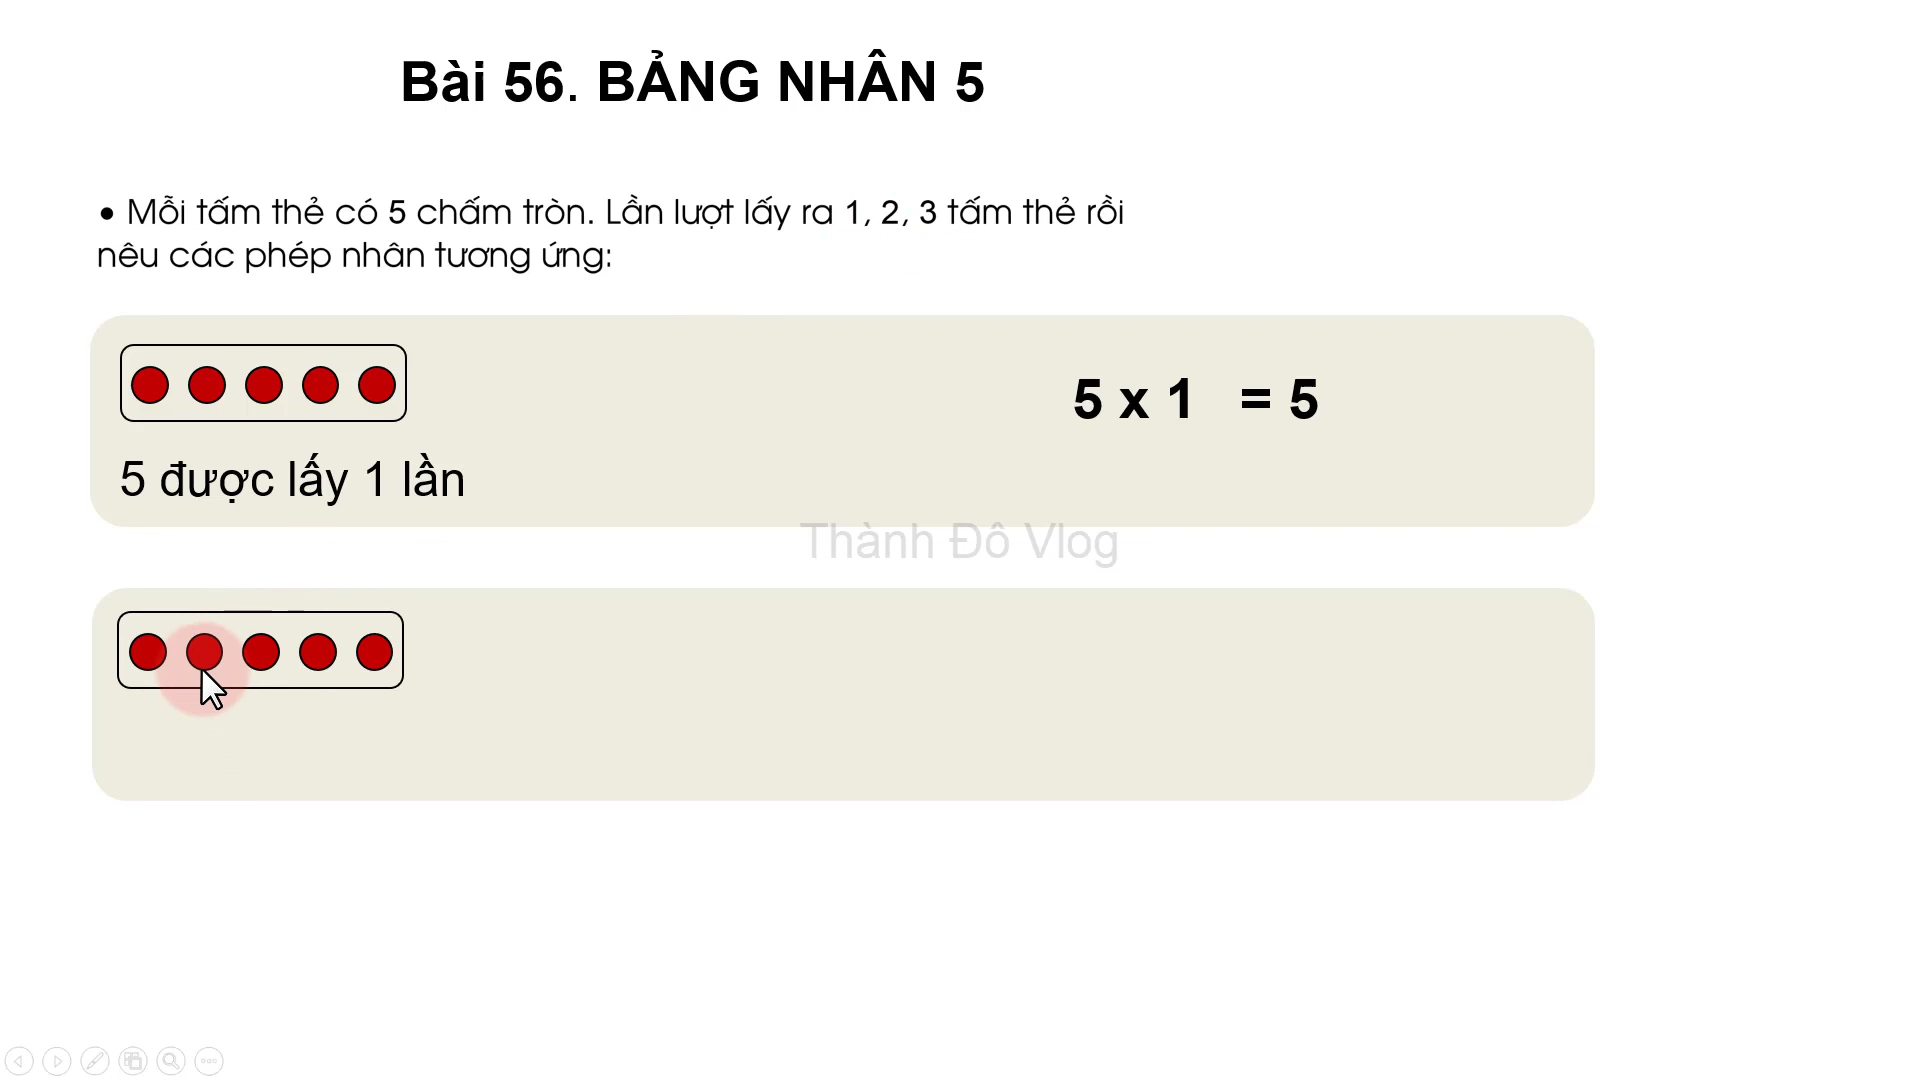 Bài 56. BẢNG NHÂN 5
• Mỗi tấm thẻ có 5 chấm tròn. Lần lượt lấy ra 1, 2, 3 tấm thẻ rồi
nêu các phép nhân tương ứng:
5 x 1 = 5
5 được lấy 1 lần
Thành Đô Vlog